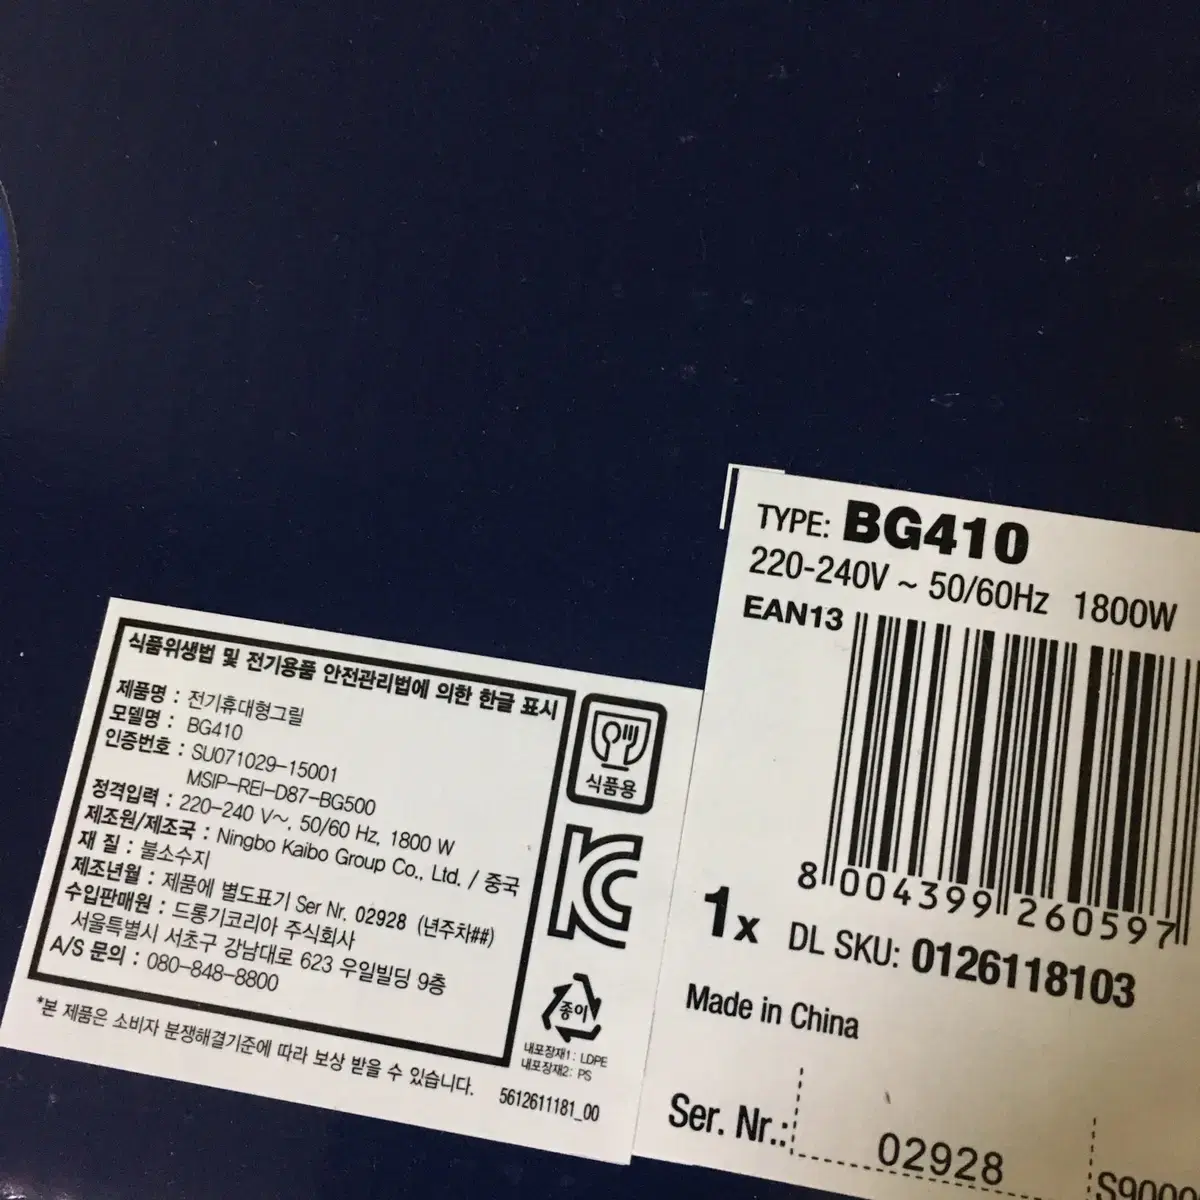 식품위생법 및 전기용품 안전관리법에 의한 한글 표시
제품명 : 전기휴대형그릴
모델명 : BG410
인증번호 : SU071029-15001
MSIP-REI-D87-BG500
정격입력 : 220-240 V~, 50/60 Hz, 1800 W
제조원/제조국 : Ningbo Kaibo Group Co., Ltd. / 중국
재 질 : 불소수지
제조년월 : 제품에 별도표기 Ser Nr. 02928 (년주차##)
수입판매원 : 드롱기코리아 주식회사
서울특별시 서초구 강남대로 623 우일빌딩 9층
A/S 문의 : 080-848-8800
*본 제품은 소비자 분쟁해결기준에 따라 보상 받을 수 있습니다.
식품용
종이
내포장재1: LDPE
내포장재2: PS
5612611181_00
TYPE: BG410
220-240V ~ 50/60Hz 1800W
EAN13
8 004399 260597
1x DL SKU: 0126118103
Made in China
Ser. Nr.: 02928